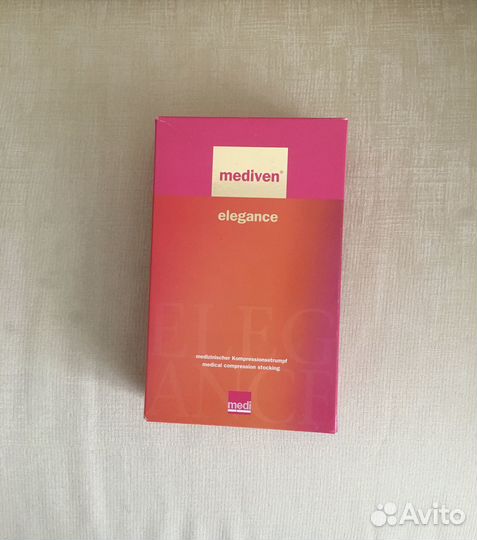 mediven®
elegance
ELEG
ANCE
medizinischer Kompressionsstrumpf
medical compression stocking
medi
Avito